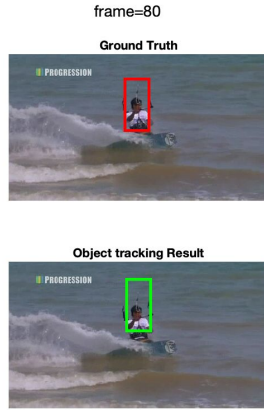 frame=80
Ground Truth
PROGRESSION
Object tracking Result
PROGRESSION